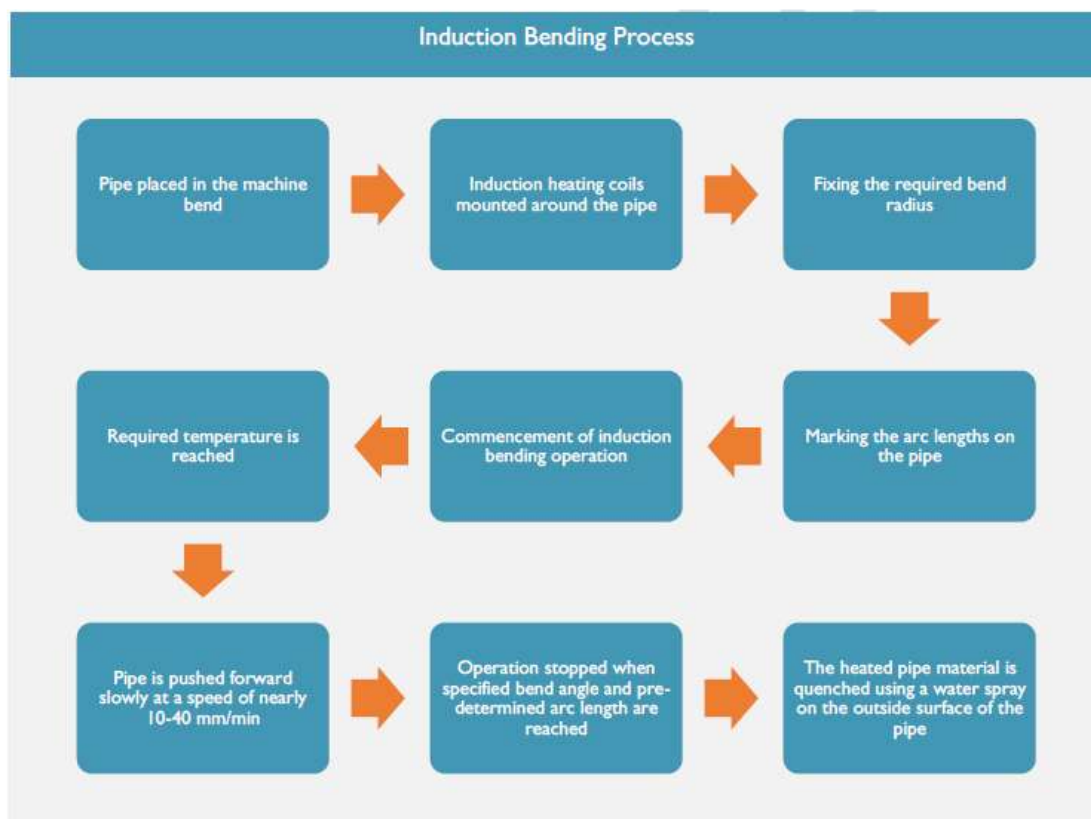 Induction Bending Process
Pipe placed in the machine
bend
Induction heating coils
mounted around the pipe
Fixing the required bend
radius
Marking the arc lengths on
the pipe
Commencement of induction
bending operation
Required temperature is
reached
Pipe is pushed forward
slowly at a speed of nearly
10-40 mm/min
Operation stopped when
specified bend angle and pre-
determined arc length are
reached
The heated pipe material is
quenched using a water spray
on the outside surface of the
pipe